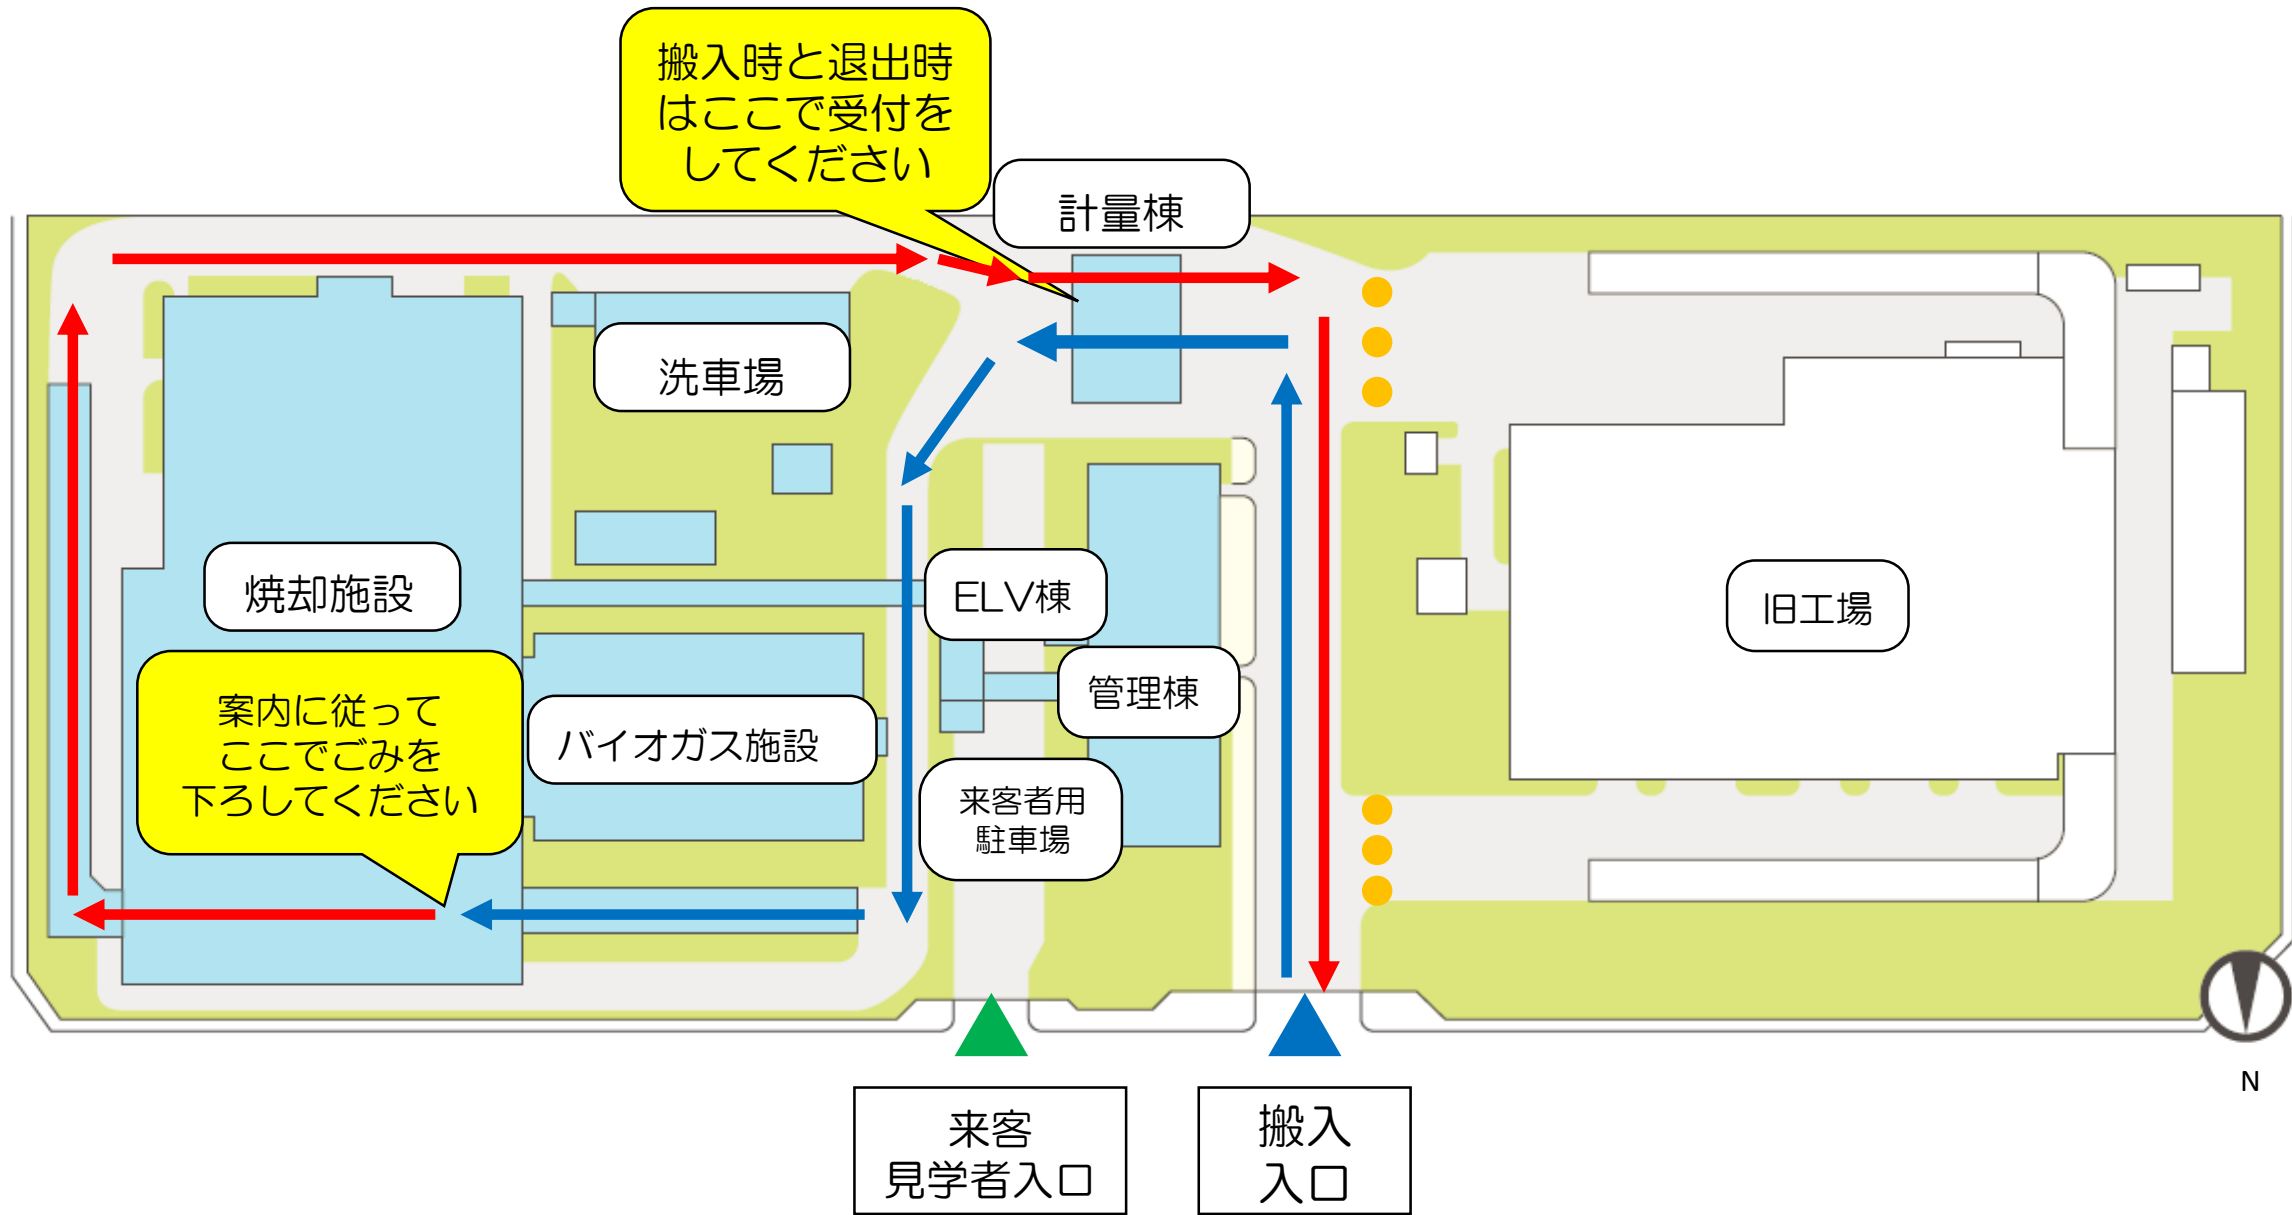 搬入時と退出時
はここで受付を
してください
計量棟
洗車場
焼却施設
ELV棟
旧工場
管理棟
案内に従って
ここでごみを
下ろしてください
バイオガス施設
来客者用
駐車場
N
来客
見学者入口
搬入
入口